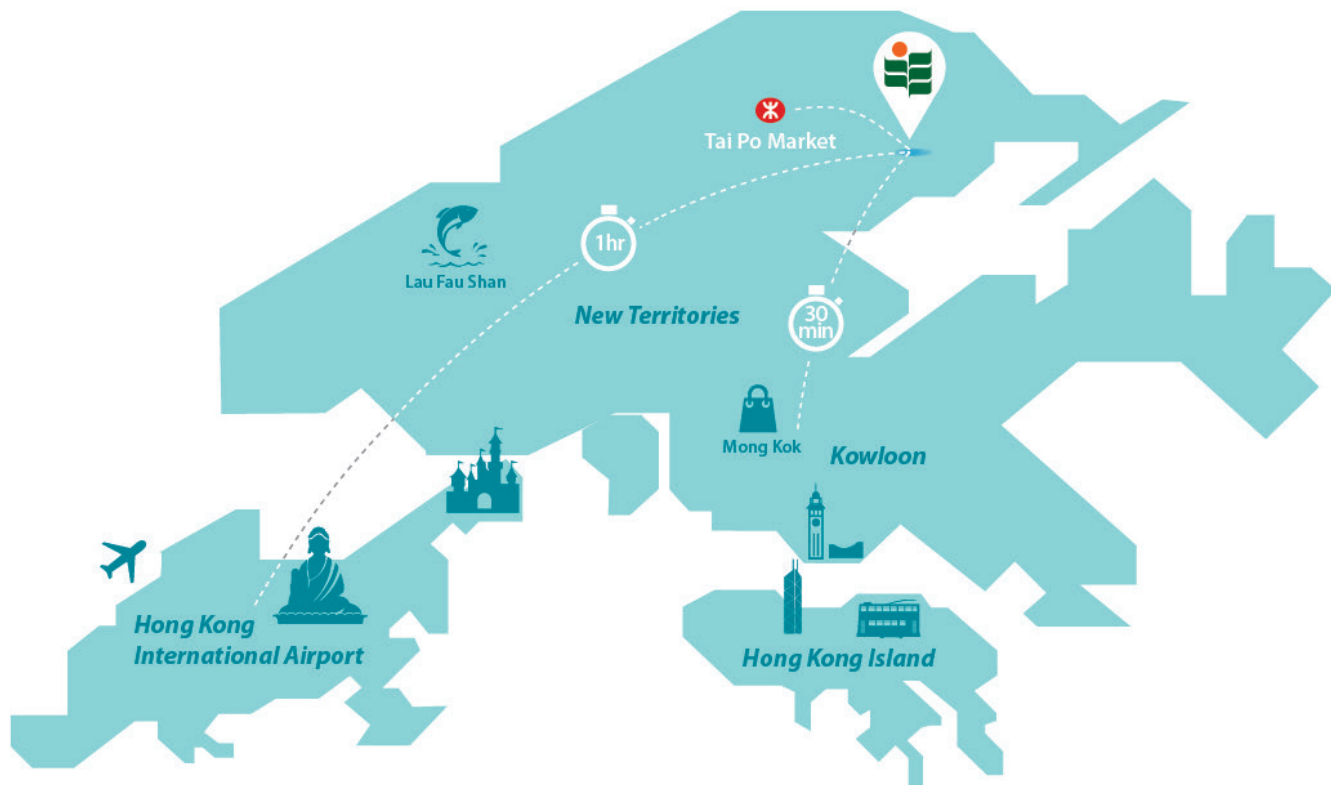 Tai Po Market
1hr
Lau Fau Shan
New Territories
30
min
Mong Kok
Kowloon
Hong Kong
International Airport
Hong Kong Island